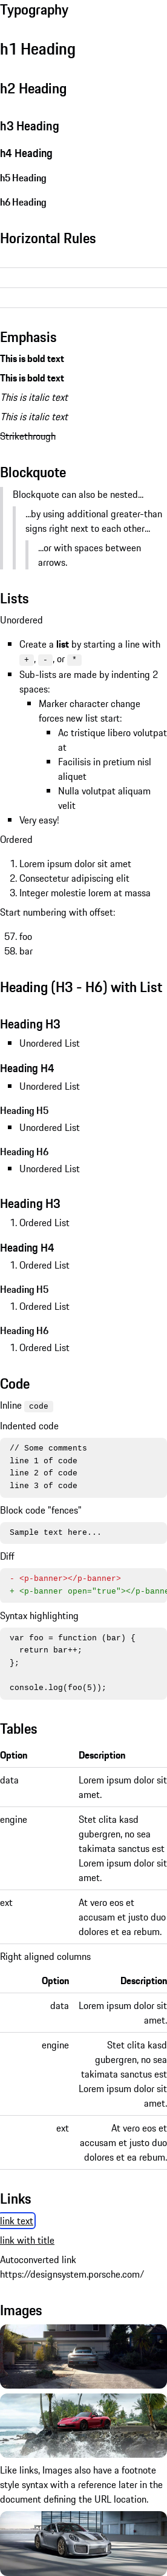 Typography
h1 Heading
h2 Heading
h3 Heading
h4 Heading
h5 Heading
h6 Heading
Horizontal Rules
Emphasis
This is bold text
This is bold text
This is italic text
This is italic text
Strikethrough
Blockquote
Blockquote can also be nested...
...by using additional greater-than
signs right next to each other...
...or with spaces between
arrows.
Lists
Unordered
Create a list by starting a line with
+, -, or *
Sub-lists are made by indenting 2
spaces:
Marker character change
forces new list start:
Ac tristique libero volutpat
at
Facilisis in pretium nisl
aliquet
Nulla volutpat aliquam
velit
Very easy!
Ordered
1. Lorem ipsum dolor sit amet
2. Consectetur adipiscing elit
3. Integer molestie lorem at massa
Start numbering with offset:
57. foo
58. bar
Heading (H3 - H6) with List
Heading H3
Unordered List
Heading H4
Unordered List
Heading H5
Unordered List
Heading H6
Unordered List
Heading H3
1. Ordered List
Heading H4
1. Ordered List
Heading H5
1. Ordered List
Heading H6
1. Ordered List
Code
Inline code
Indented code
// Some comments
line 1 of code
line 2 of code
line 3 of code
Block code "fences"
Sample text here...
Diff
- <p-banner></p-banner>
+ <p-banner open="true"></p-banne
Syntax highlighting
var foo = function (bar) {
return bar++;
};
console.log(foo(5));
Tables
Option Description
data Lorem ipsum dolor sit
amet.
engine Stet clita kasd
gubergren, no sea
takimata sanctus est
Lorem ipsum dolor sit
amet.
ext At vero eos et
accusam et justo duo
dolores et ea rebum.
Right aligned columns
Option Description
data Lorem ipsum dolor sit
amet.
engine Stet clita kasd
gubergren, no sea
takimata sanctus est
Lorem ipsum dolor sit
amet.
ext At vero eos et
accusam et justo duo
dolores et ea rebum.
Links
link text
link with title
Autoconverted link
https://designsystem.porsche.com/
Images
Like links, Images also have a footnote
style syntax with a reference later in the
document defining the URL location.